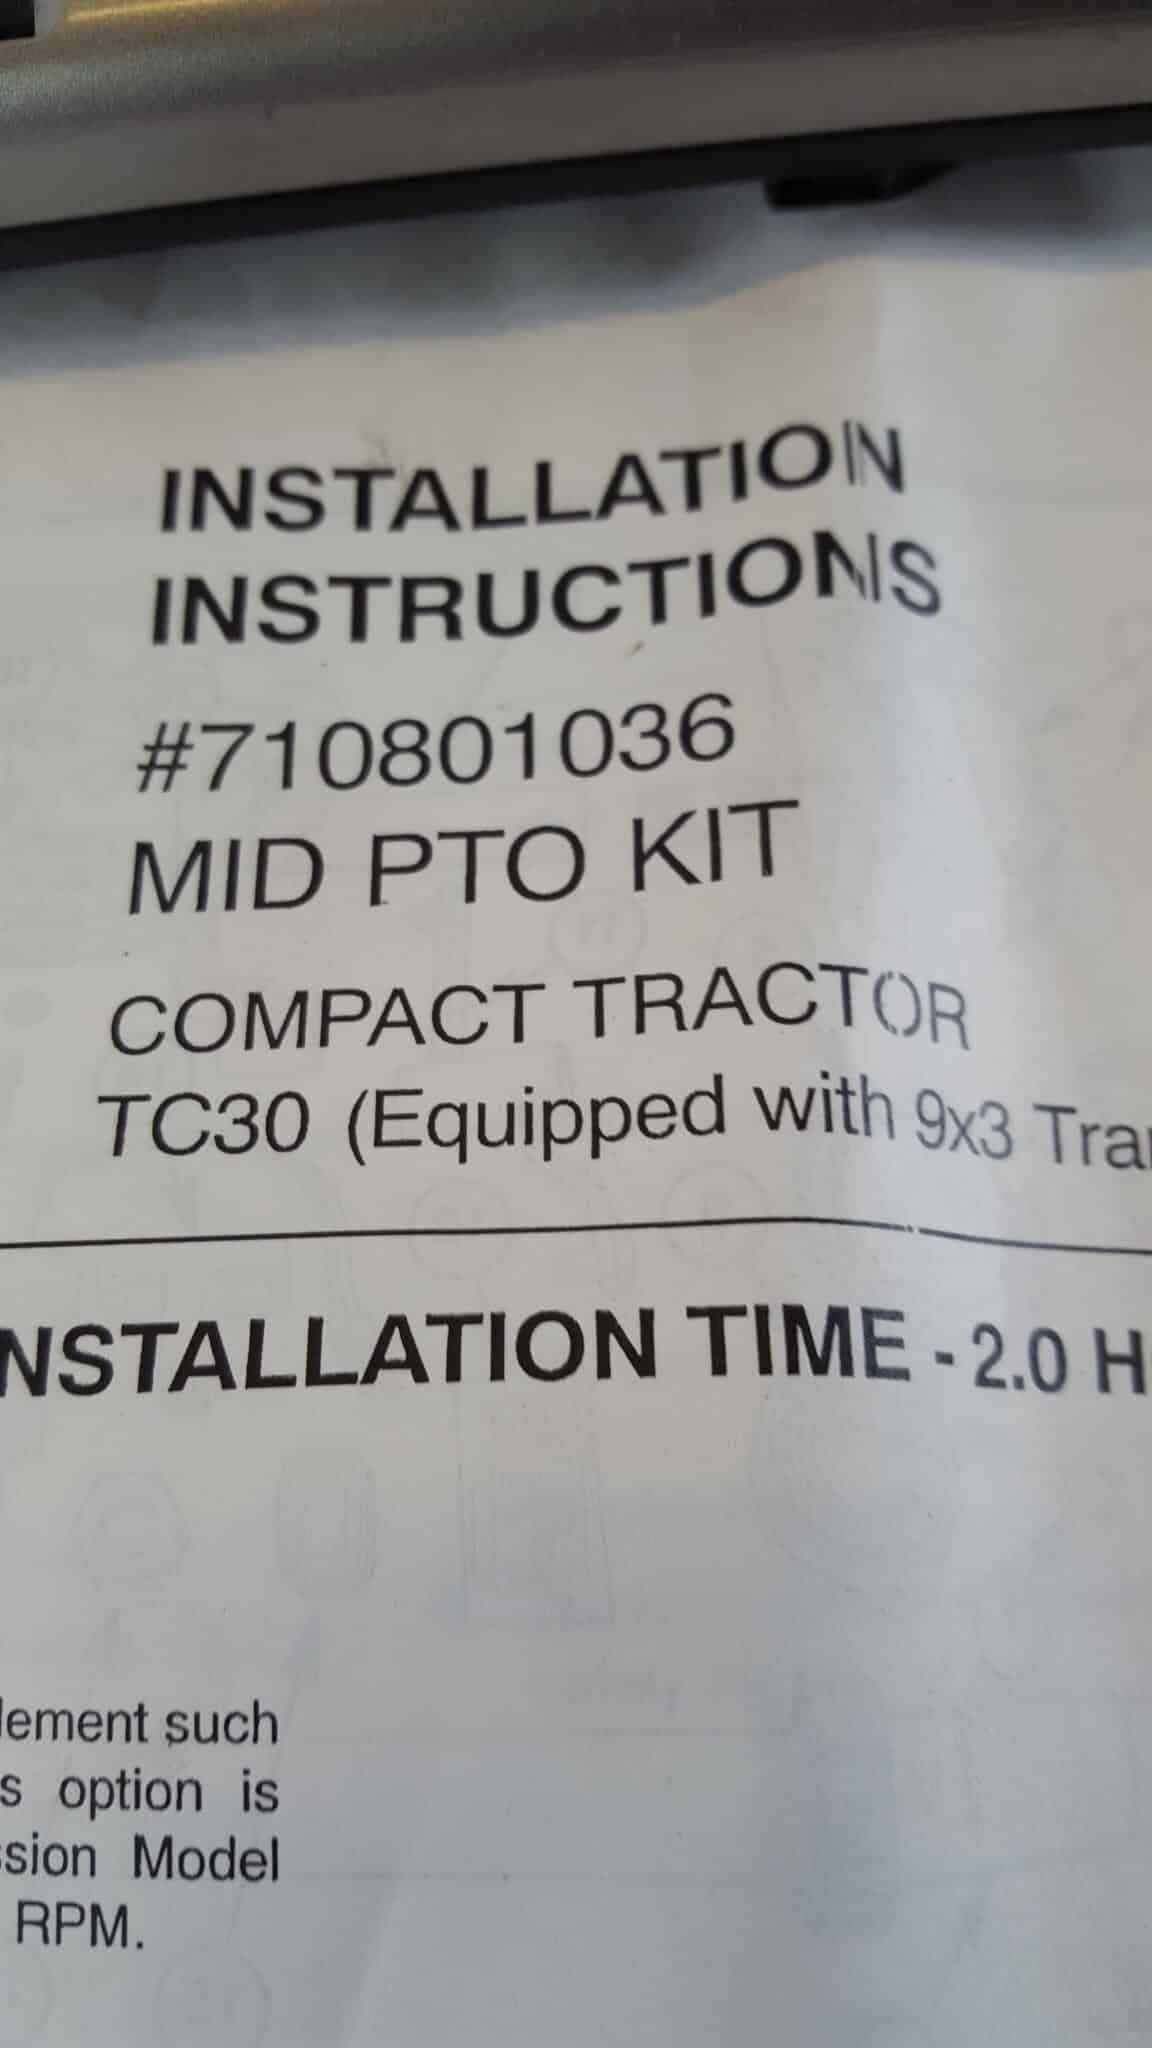 INSTALLATION
INSTRUCTIONS
#710801036
MID PTO KIT
COMPACT TRACTOR
TC30 (Equipped with 9x3 Tra
NSTALLATION TIME - 2.0 H
lement such
s option is
ssion Model
RPM.